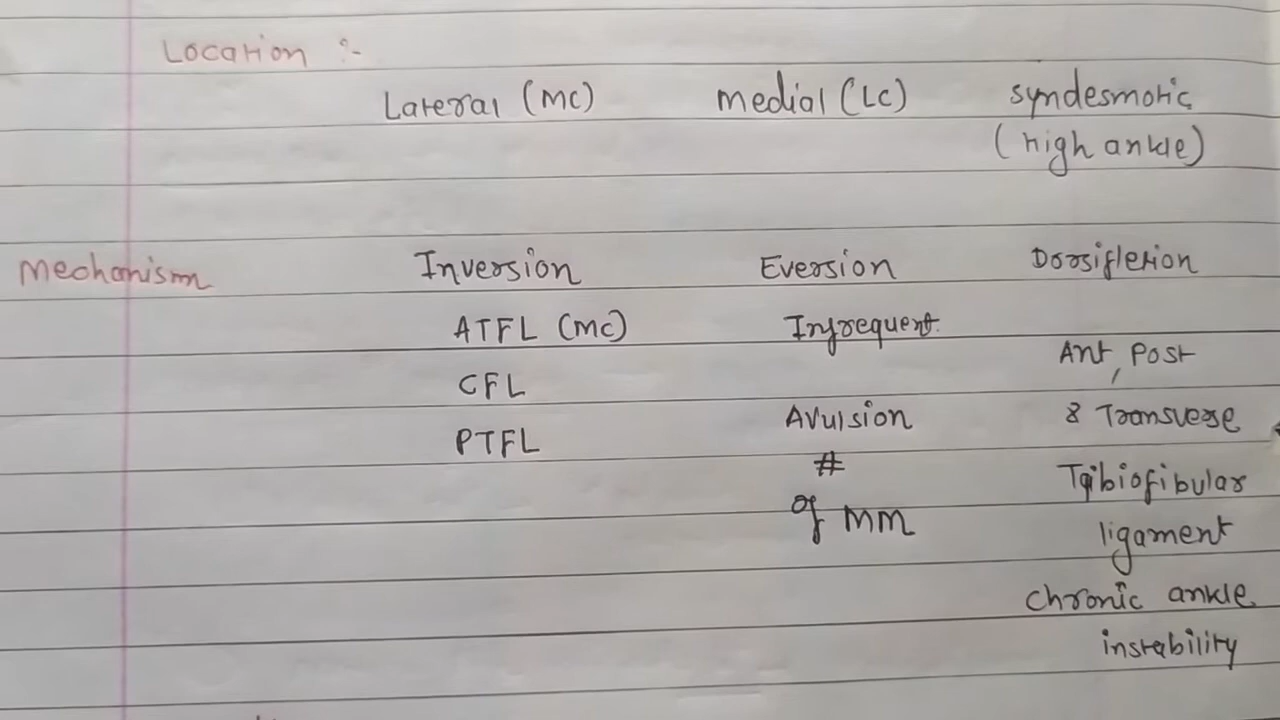 Location :-
Lateral (MC) Medial (LC) syndesmotic
(high ankle)
Mechanism Inversion Eversion Dorsiflexion
ATFL (MC) Infrequent.
Ant, Post
CFL
Avulsion & Transverse
PTFL
#
Tibiofibular
of MM
ligament
chronic ankle
instability